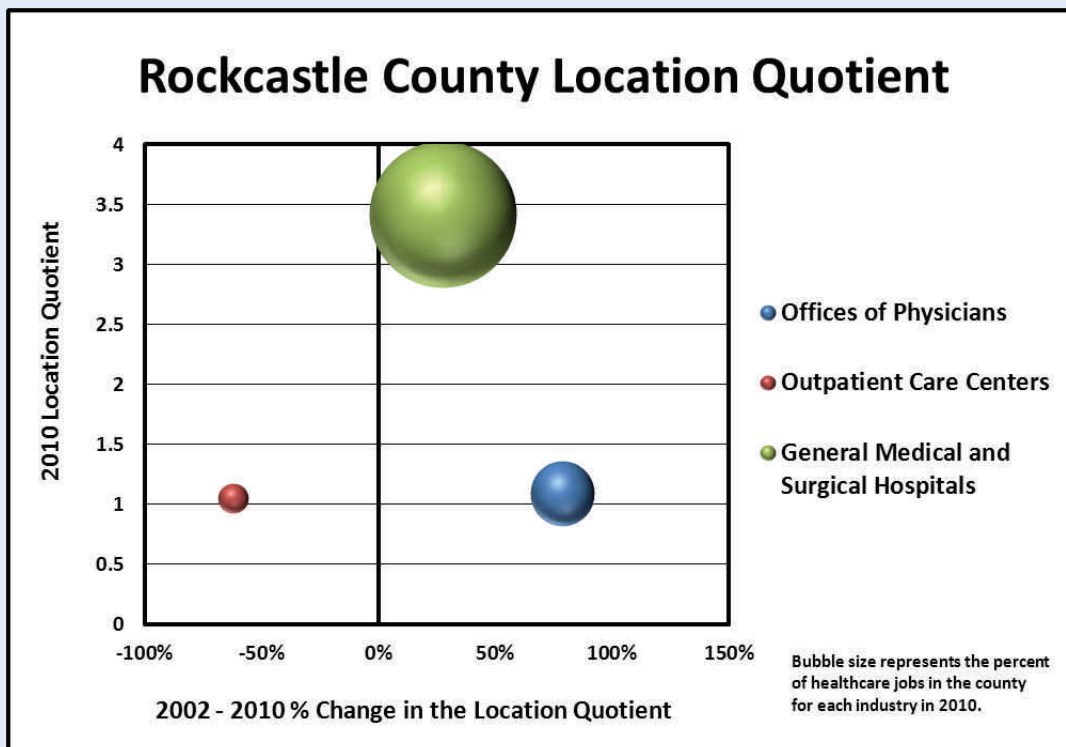 Rockcastle County Location Quotient
2010 Location Quotient
4
3.5
3
2.5
2
1.5
1
0.5
0
-100%
-50%
0%
50%
100%
150%
2002 - 2010 % Change in the Location Quotient
Offices of Physicians
Outpatient Care Centers
General Medical and
Surgical Hospitals
Bubble size represents the percent
of healthcare jobs in the county
for each industry in 2010.